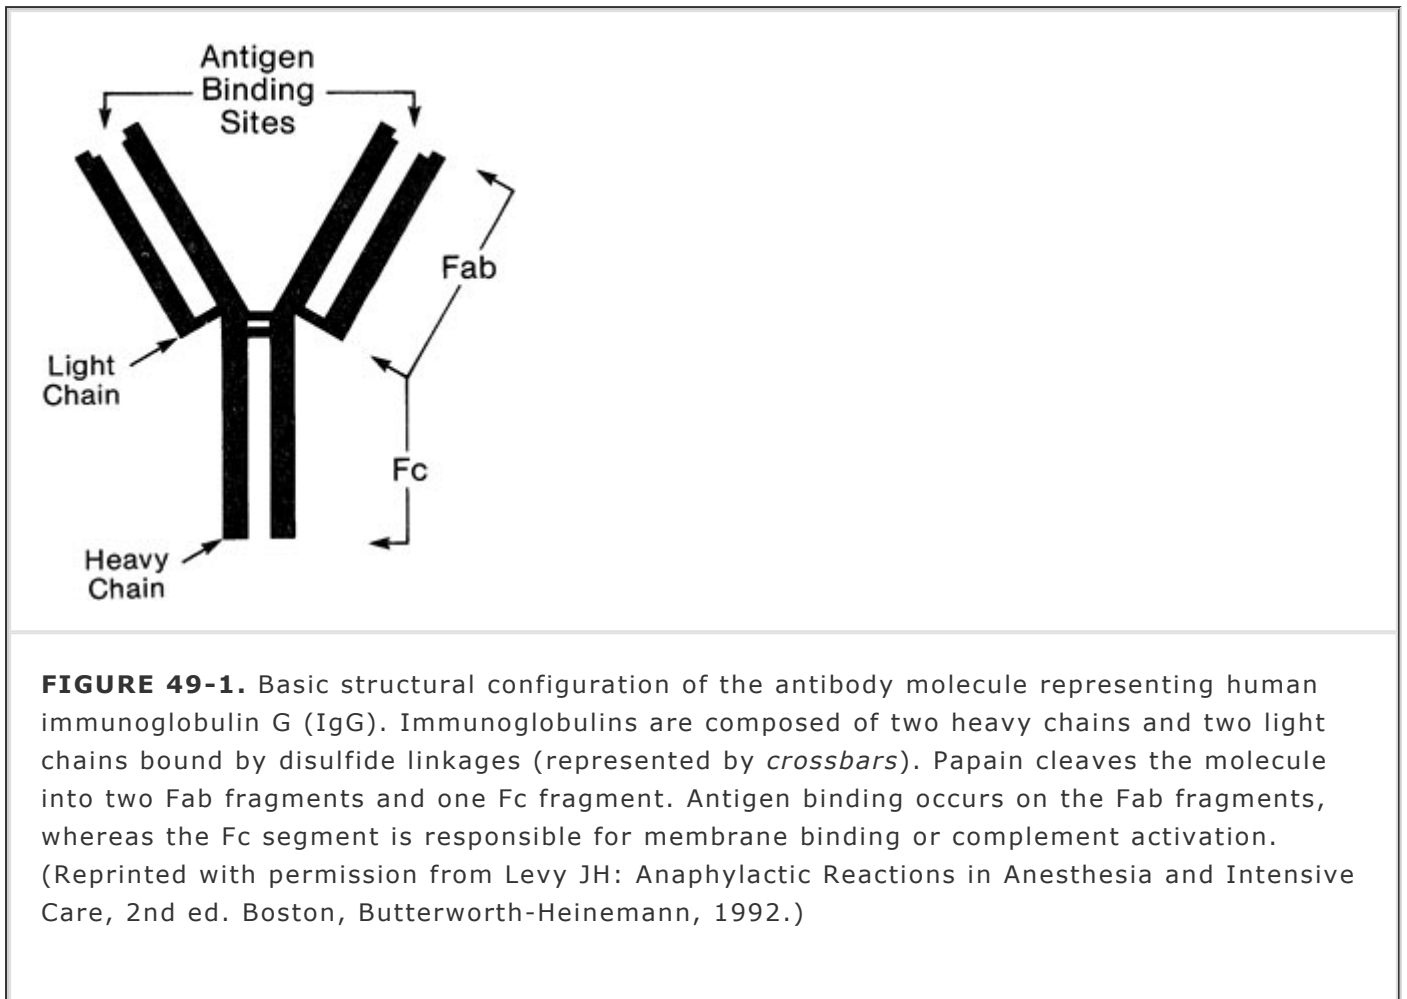 Antigen
Binding
Sites
Fab
Light
Chain
Fc
Heavy
Chain
FIGURE 49-1. Basic structural configuration of the antibody molecule representing human
immunoglobulin G (IgG). Immunoglobulins are composed of two heavy chains and two light
chains bound by disulfide linkages (represented by crossbars). Papain cleaves the molecule
into two Fab fragments and one Fc fragment. Antigen binding occurs on the Fab fragments,
whereas the Fc segment is responsible for membrane binding or complement activation.
(Reprinted with permission from Levy JH: Anaphylactic Reactions in Anesthesia and Intensive
Care, 2nd ed. Boston, Butterworth-Heinemann, 1992.)